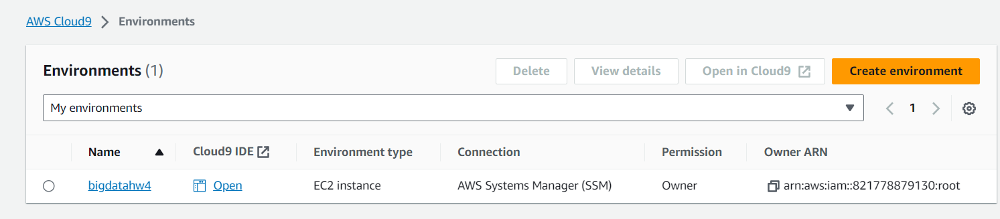 AWS Cloud9 > Environments
Environments (1)
Delete View details Open in Cloud9 Create environment
My environments 1
Name Cloud9 IDE Environment type Connection Permission Owner ARN
bigdatahw4 Open EC2 instance AWS Systems Manager (SSM) Owner arn:aws:iam::821778879130:root